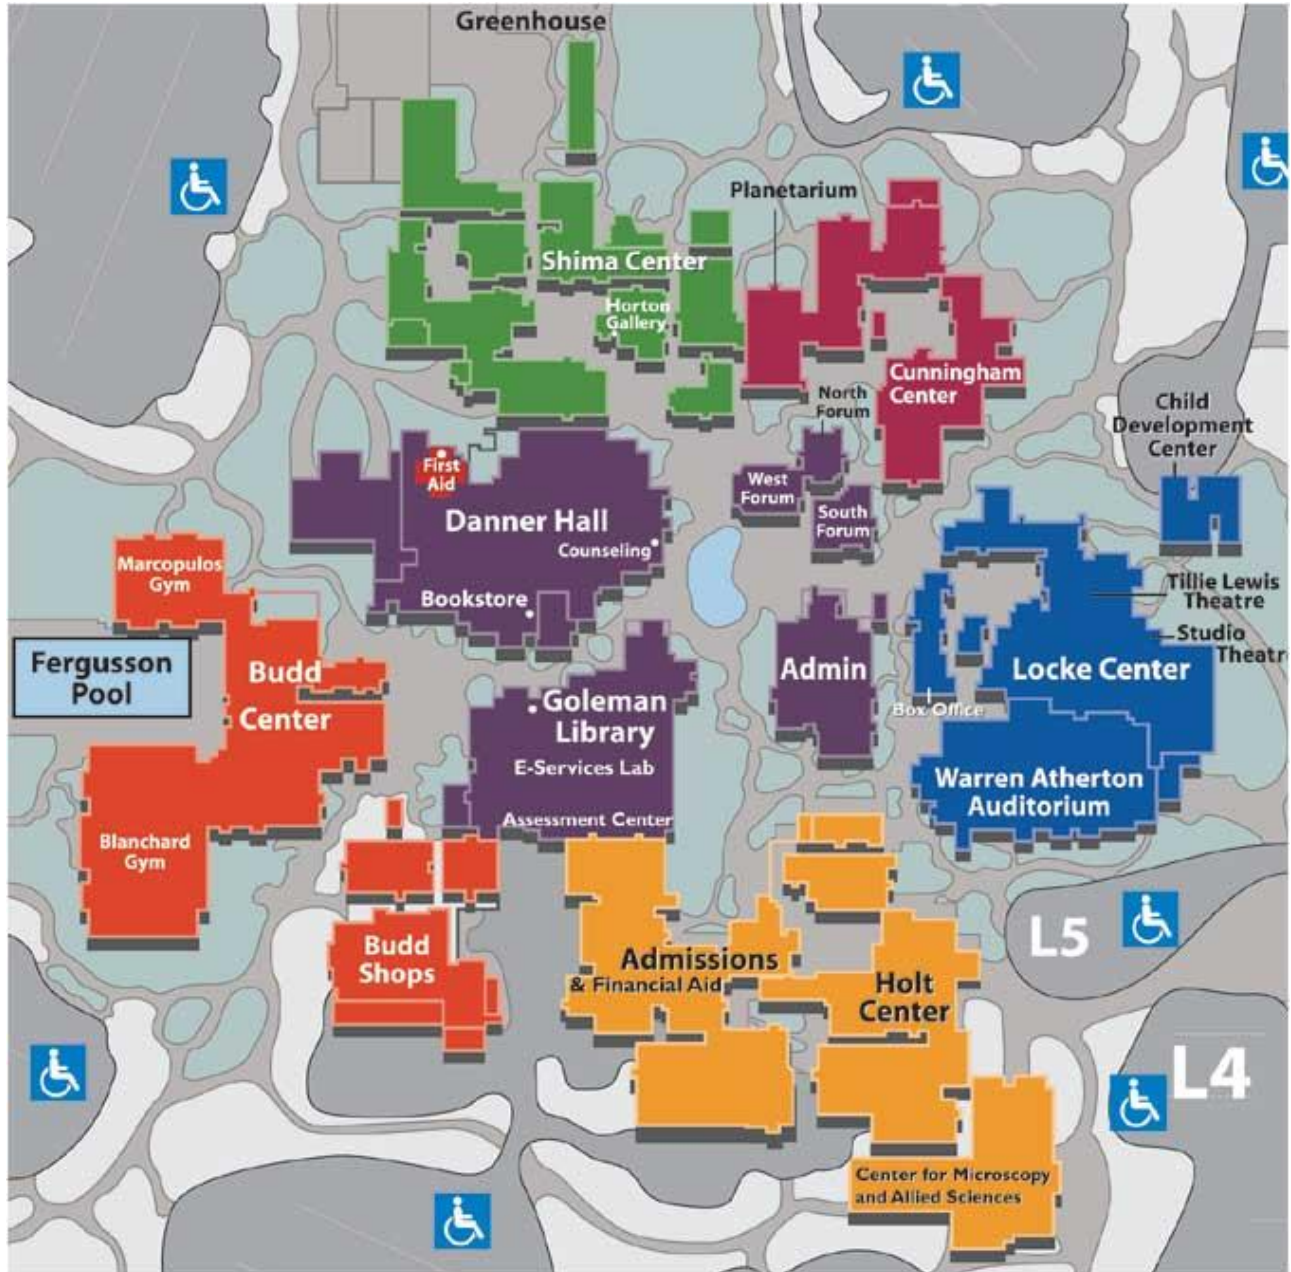 Greenhouse
Planetarium
Shima Center
Horton
Gallery
Cunningham
Center
North
Forum
Child
Development
Center
First
Aid
West
Forum
South
Forum
Danner Hall
Counseling
Bookstore
Marcopulos
Gym
Tillie Lewis
Theatre
Studio
Theatr
Fergusson
Pool
Budd
Center
Admin
Locke Center
Box Office
Goleman
Library
E-Services Lab
Assessment Center
Warren Atherton
Auditorium
Blanchard
Gym
Budd
Shops
Admissions
& Financial Aid
Holt
Center
L5
L4
Center for Microscopy
and Allied Sciences